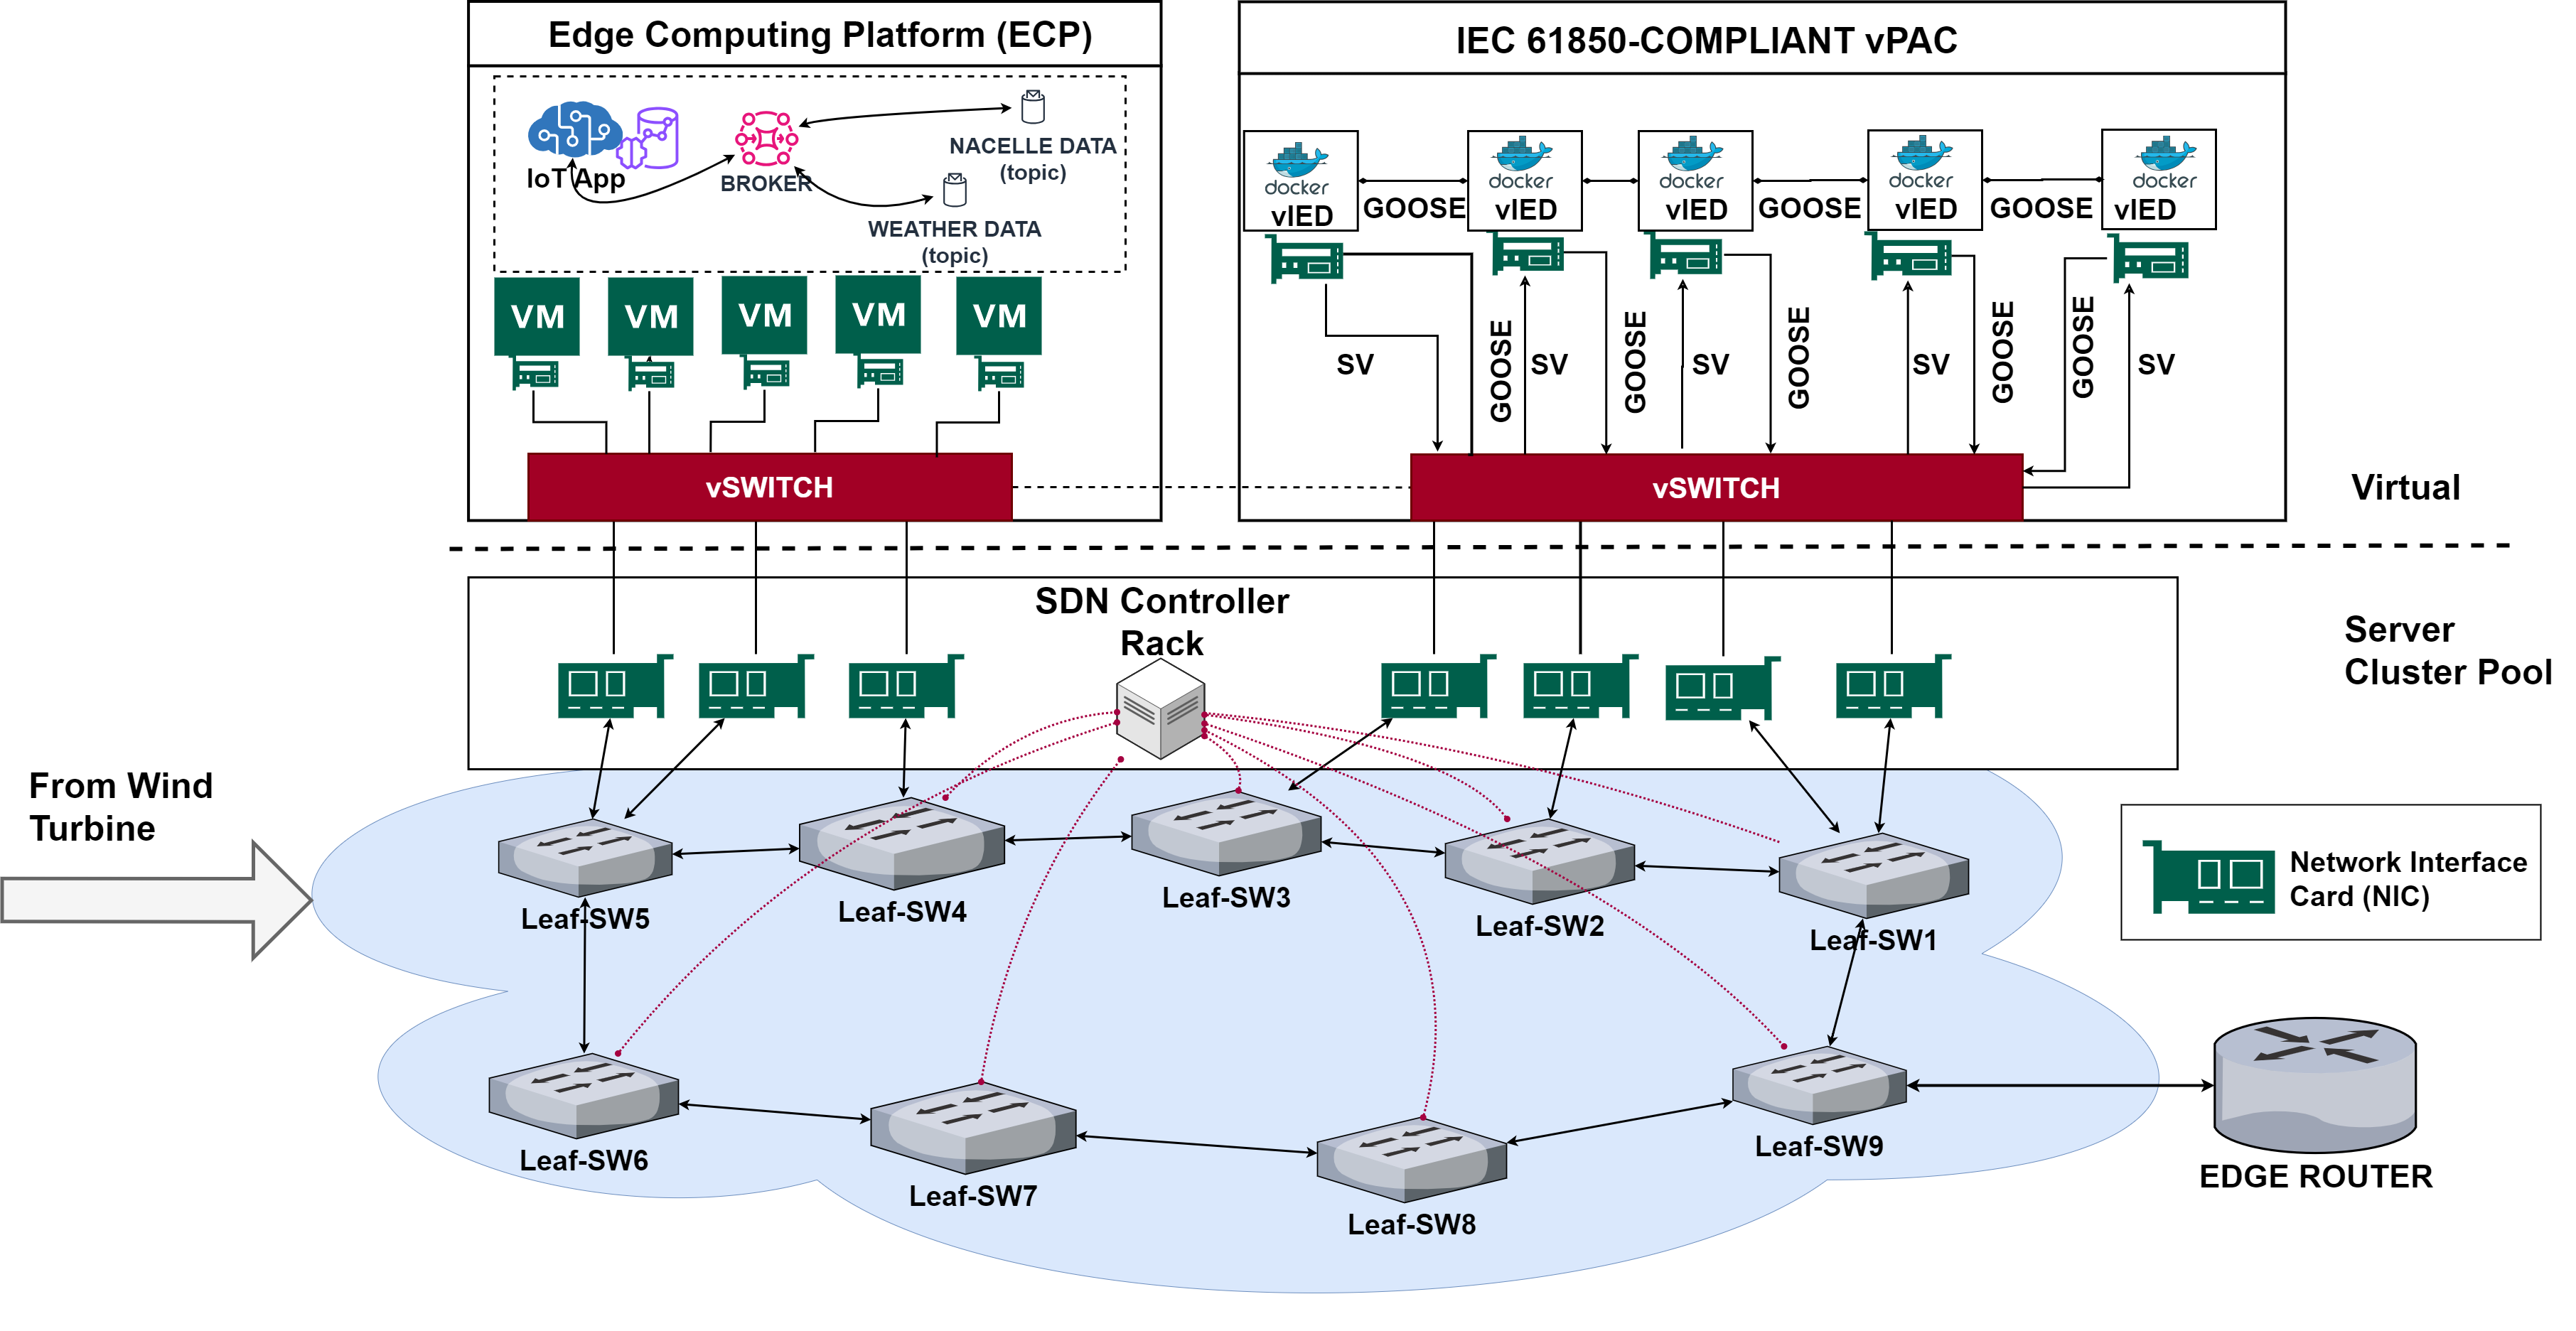 Edge Computing Platform (ECP)
IEC 61850-COMPLIANT vPAC
IoT App
BROKER
NACELLE DATA
(topic)
WEATHER DATA
(topic)
VM
VM
VM
VM
VM
vSWITCH
docker
vIED
docker
vIED
docker
vIED
docker
vIED
docker
vIED
GOOSE
GOOSE
GOOSE
SV
GOOSE
SV
GOOSE
SV
GOOSE
SV
GOOSE
GOOSE
SV
vSWITCH
Virtual
SDN Controller
Rack
Server
Cluster Pool
From Wind
Turbine
Network Interface
Card (NIC)
Leaf-SW5
Leaf-SW4
Leaf-SW3
Leaf-SW2
Leaf-SW1
Leaf-SW6
Leaf-SW7
Leaf-SW8
Leaf-SW9
EDGE ROUTER